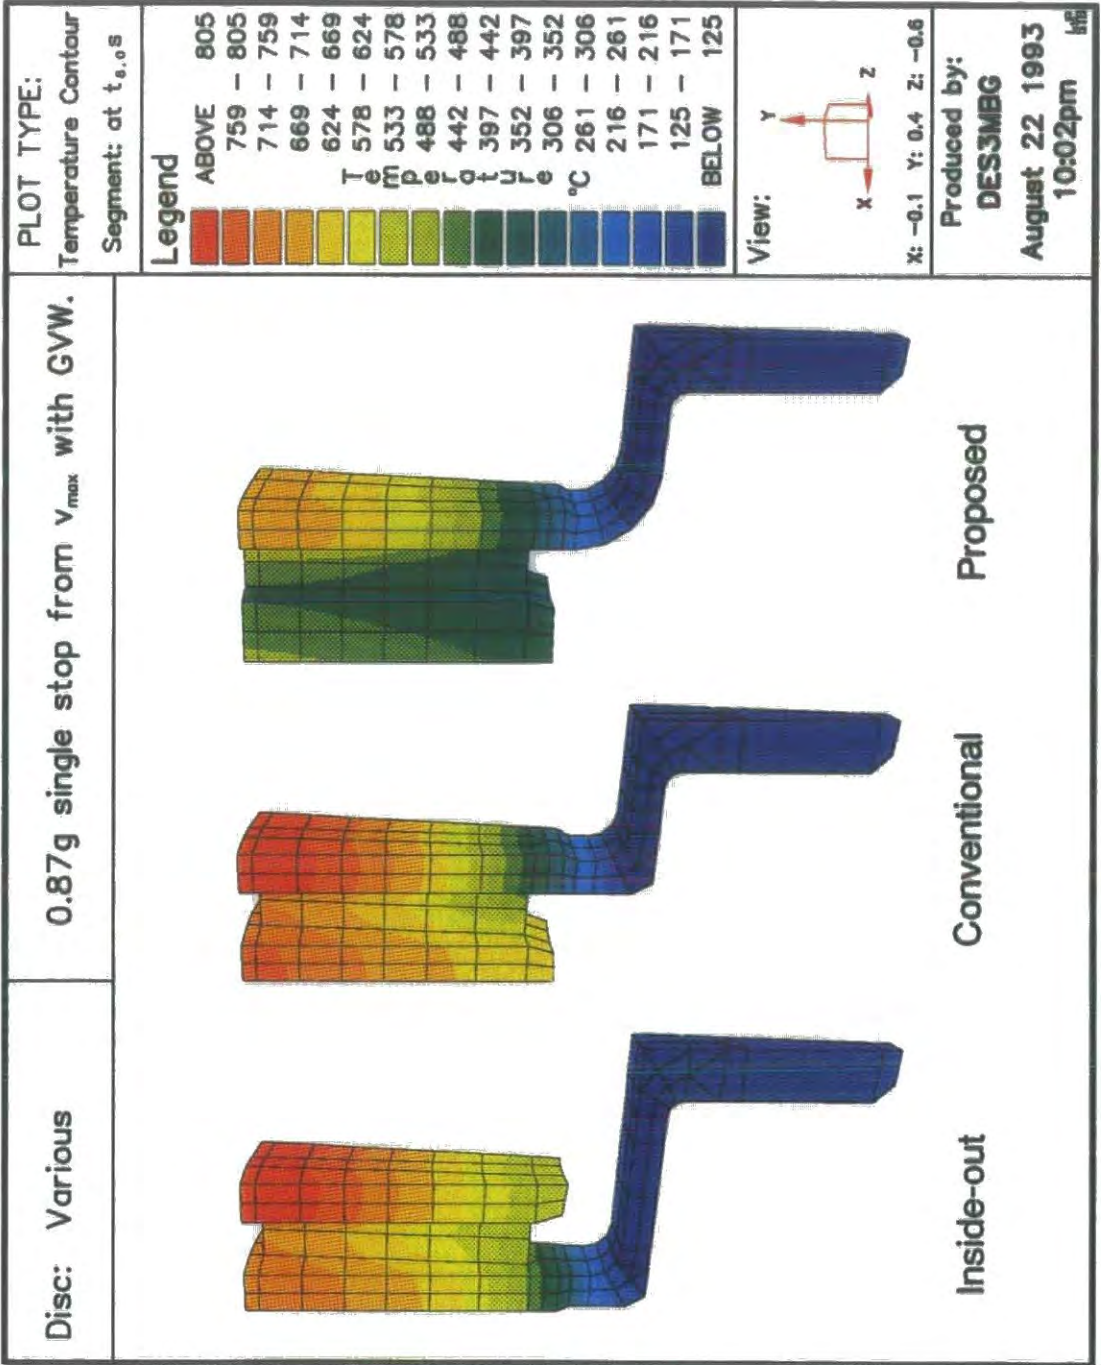 Disc: Various
0.87g single stop from vmax with GVW.
PLOT TYPE:
Temperature Contour
Segment: at t8.0s
Legend
ABOVE 805
759 – 805
714 – 759
669 – 714
624 – 669
578 – 624
533 – 578
488 – 533
442 – 488
397 – 442
352 – 397
306 – 352
261 – 306
216 – 261
171 – 216
125 – 171
BELOW 125
Temperature °C
View:
Y
X
Z
X: -0.1 Y: 0.4 Z: -0.6
Produced by:
DES3MBG
August 22 1993
10:02pm
Inside-out
Conventional
Proposed